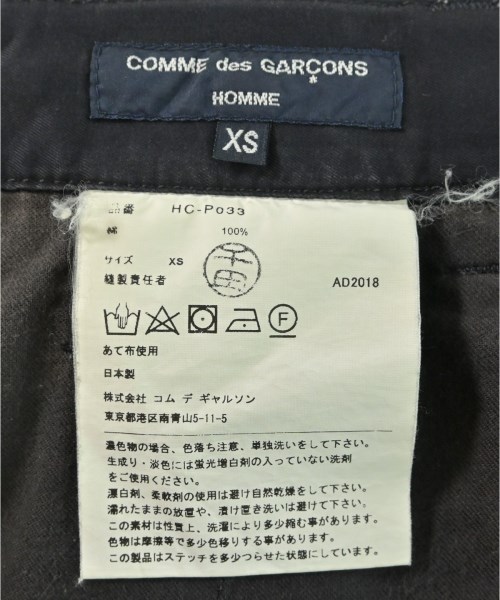 COMME des GARÇONS
HOMME
XS
品番 HC-P033
綿 100%
サイズ XS
縫製責任者 千田 AD2018
F
あて布使用
日本製
株式会社 コム デ ギャルソン
東京都港区南青山5-11-5
濃色物の場合、色落ち注意、単独洗いをして下さい。
生成り・淡色には蛍光増白剤の入っていない洗剤
をご使用下さい。
漂白剤、柔軟剤の使用は避け自然乾燥をして下さい。
濡れたままの放置や、漬け置き洗いは避けて下さい。
この素材は性質上、洗濯により多少縮む事があります。
色物は摩擦等で多少色移りする事があります。
この製品はステッチを多少つらせた状態にしています。